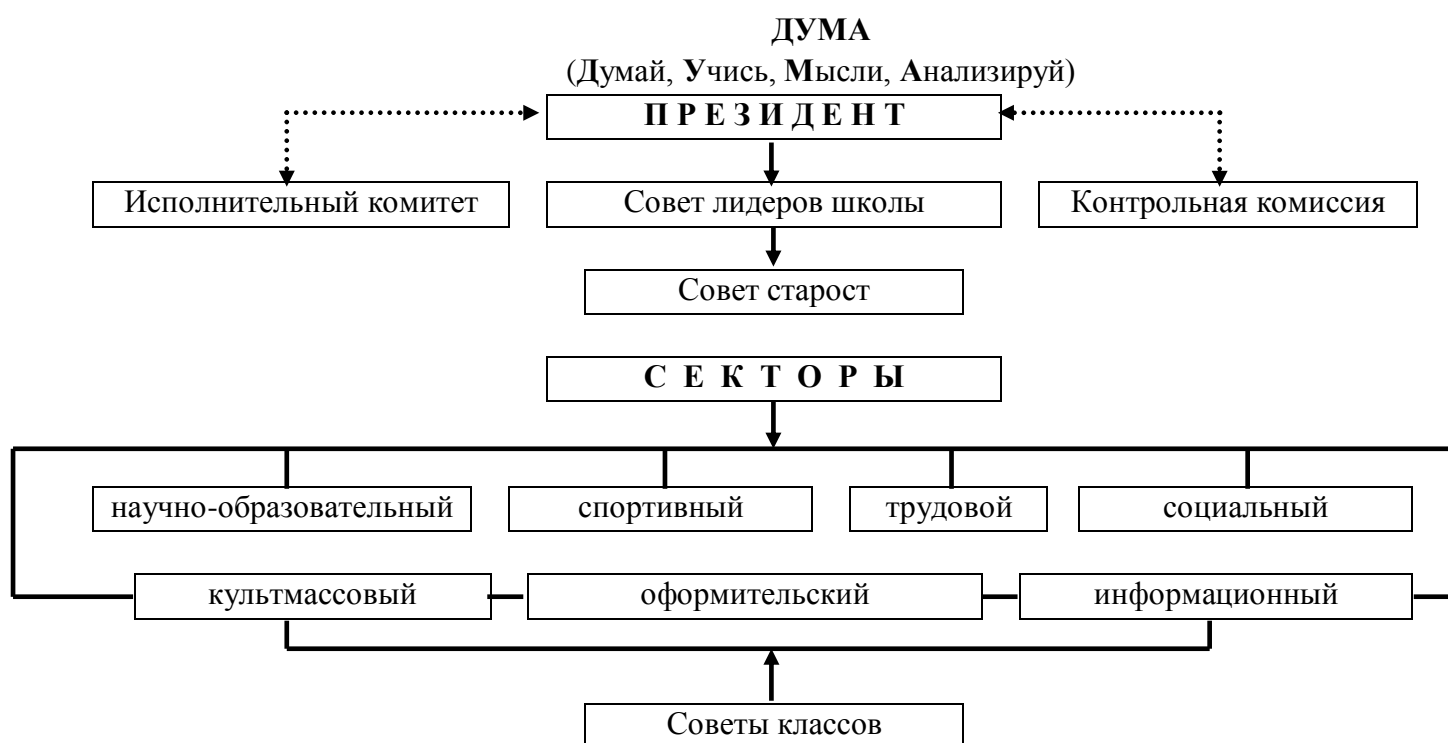 ДУМА
(Думай, Учись, Мысли, Анализируй)
П Р Е З И Д Е Н Т
Исполнительный комитет
Совет лидеров школы
Контрольная комиссия
Совет старост
С Е К Т О Р Ы
научно-образовательный
спортивный
трудовой
социальный
культмассовый
оформительский
информационный
Советы классов